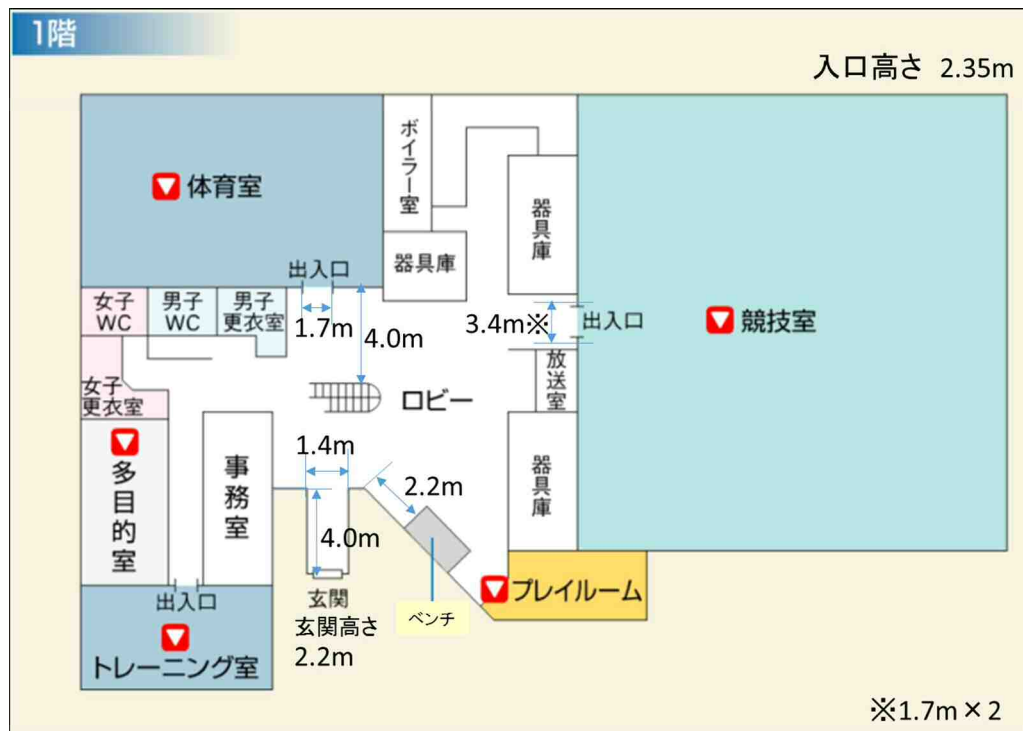 1階
入口高さ 2.35m
体育室
ボイラー室
器具庫
器具庫
出入口
女子
WC
男子
WC
男子
更衣室
1.7m
4.0m
3.4m※
出入口
競技室
放送室
女子
更衣室
ロビー
多目的室
事務室
1.4m
2.2m
器具庫
4.0m
出入口
玄関
玄関高さ
2.2m
ベンチ
プレイルーム
トレーニング室
※1.7m×2